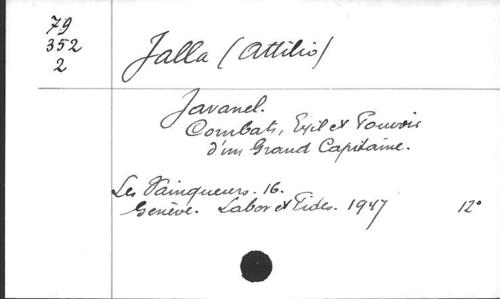 79
352
2
Jalla (Attilio)
Javanel.
Combats, Exil et Pouvoir
d'un Grand Capitaine.
Les Vainqueurs. 16.
Genève. Labor et Fides. 1947 12°